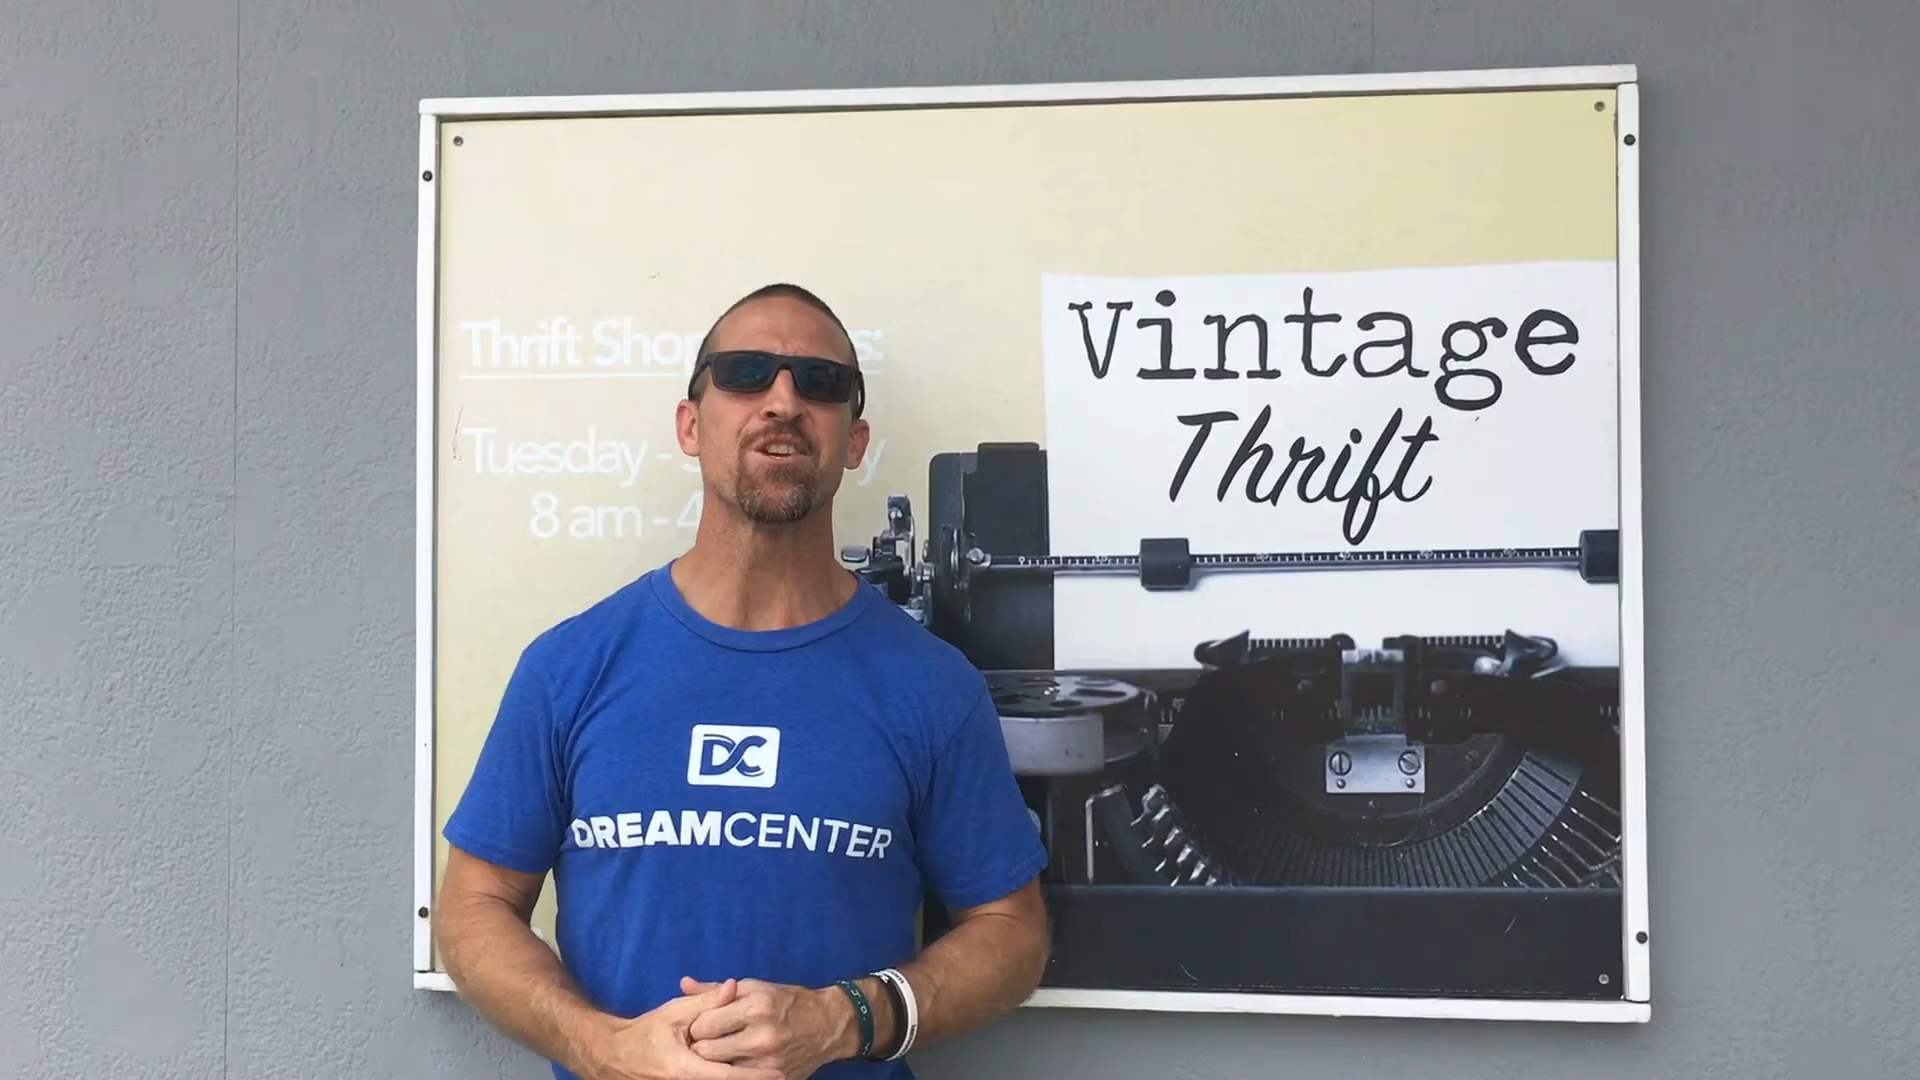 Thrift Shop
Tuesday -
8 am - 4
Vintage
Thrift
DC
DREAMCENTER